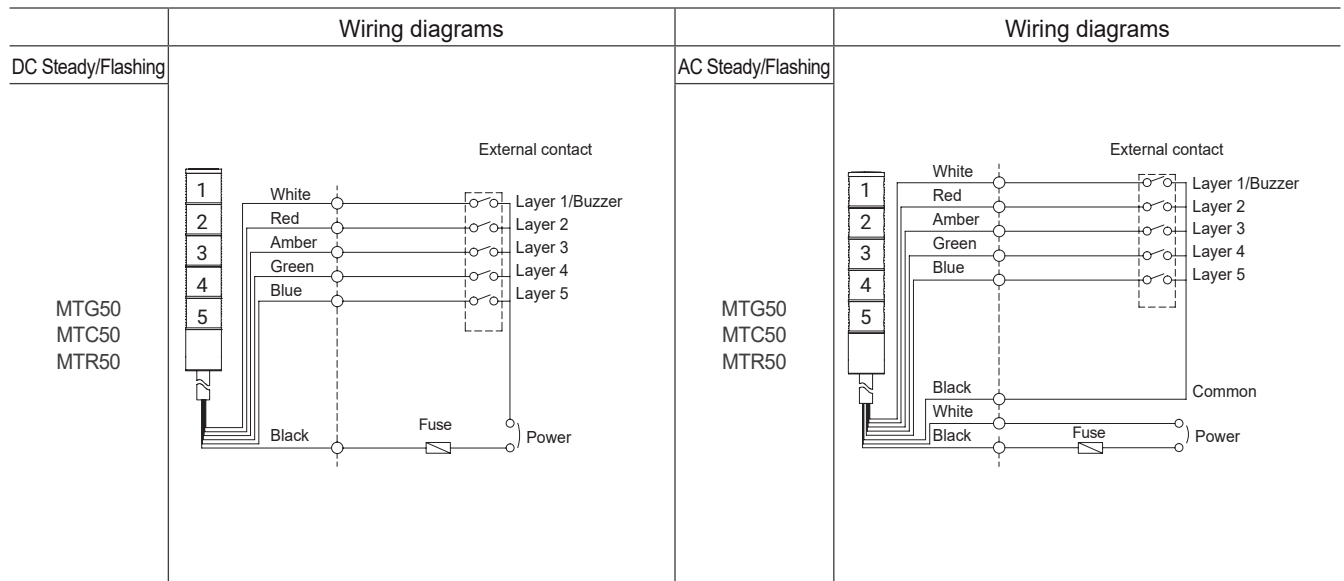 Wiring diagrams
Wiring diagrams
DC Steady/Flashing
AC Steady/Flashing
MTG50
MTC50
MTR50
External contact
1
2
3
4
5
White
Red
Amber
Green
Blue
Layer 1/Buzzer
Layer 2
Layer 3
Layer 4
Layer 5
Black
Fuse
Power
MTG50
MTC50
MTR50
External contact
1
2
3
4
5
White
Red
Amber
Green
Blue
Layer 1/Buzzer
Layer 2
Layer 3
Layer 4
Layer 5
Black
Common
White
Black
Fuse
Power